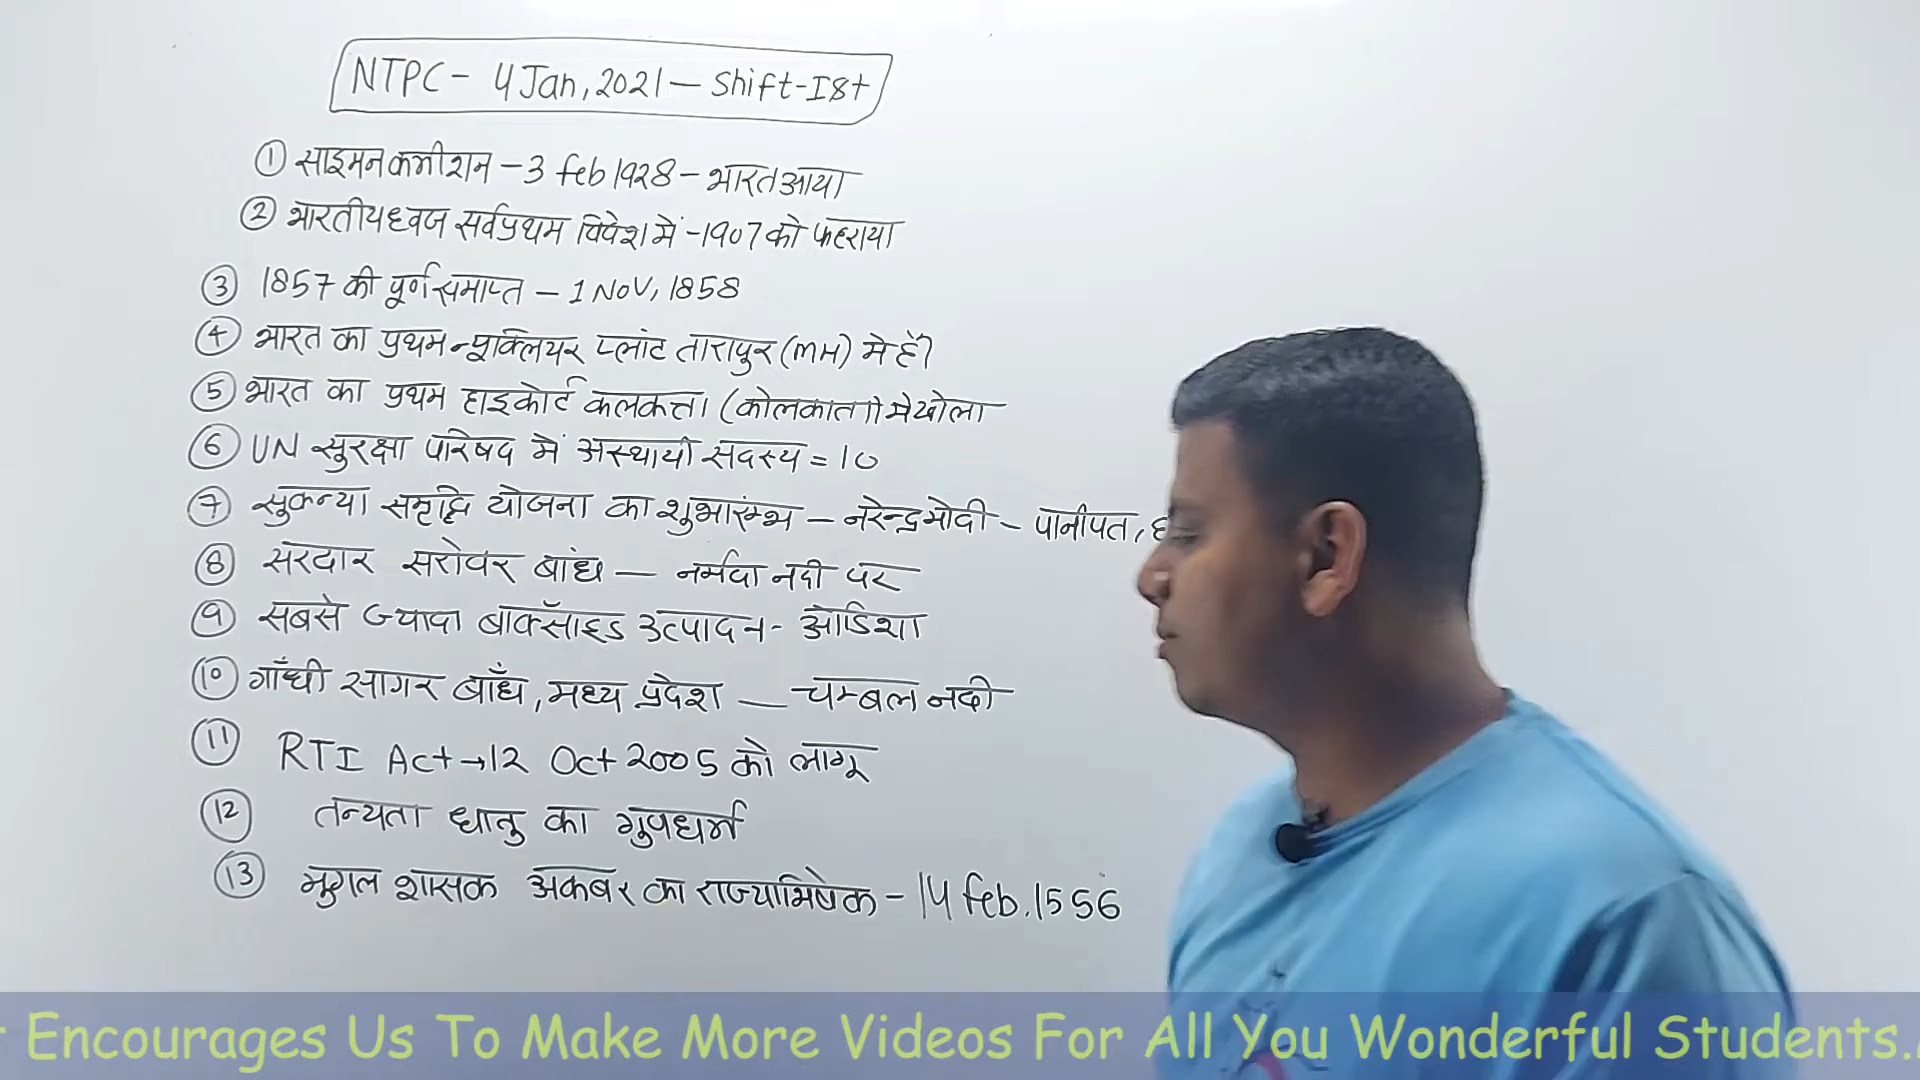 NTPC - 4 Jan, 2021 - Shift-Ist
① साइमन कमीशन - 3 feb 1928 - भारत आया
② भारतीय ध्वज सर्वप्रथम विदेश में - 1907 को फहराया
③ 1857 की पूर्ण समाप्त - 1 NOV, 1858
④ भारत का प्रथम न्यूक्लियर प्लांट तारापुर (MH) मे है।
⑤ भारत का प्रथम हाइकोर्ट कलकत्ता (कोलकाता) मे खोला
⑥ UN सुरक्षा परिषद में अस्थायी सदस्य = 10
⑦ सुकन्या समृद्धि योजना का शुभारंम्भ - नरेन्द्र मोदी - पानीपत,
⑧ सरदार सरोवर बांध - नर्मदा नदी पर
⑨ सबसे ज्यादा बाक्सॉइड उत्पादन - ओडिशा
⑩ गाँधी सागर बाँध, मध्य प्रदेश - चम्बल नदी
⑪ RTI Act → 12 Oct 2005 को लागू
⑫ तन्यता धातु का गुणधर्म
⑬ मुगल शासक अकबर का राज्याभिषेक - 14 feb. 1556
Encourages Us To Make More Videos For All You Wonderful Students.